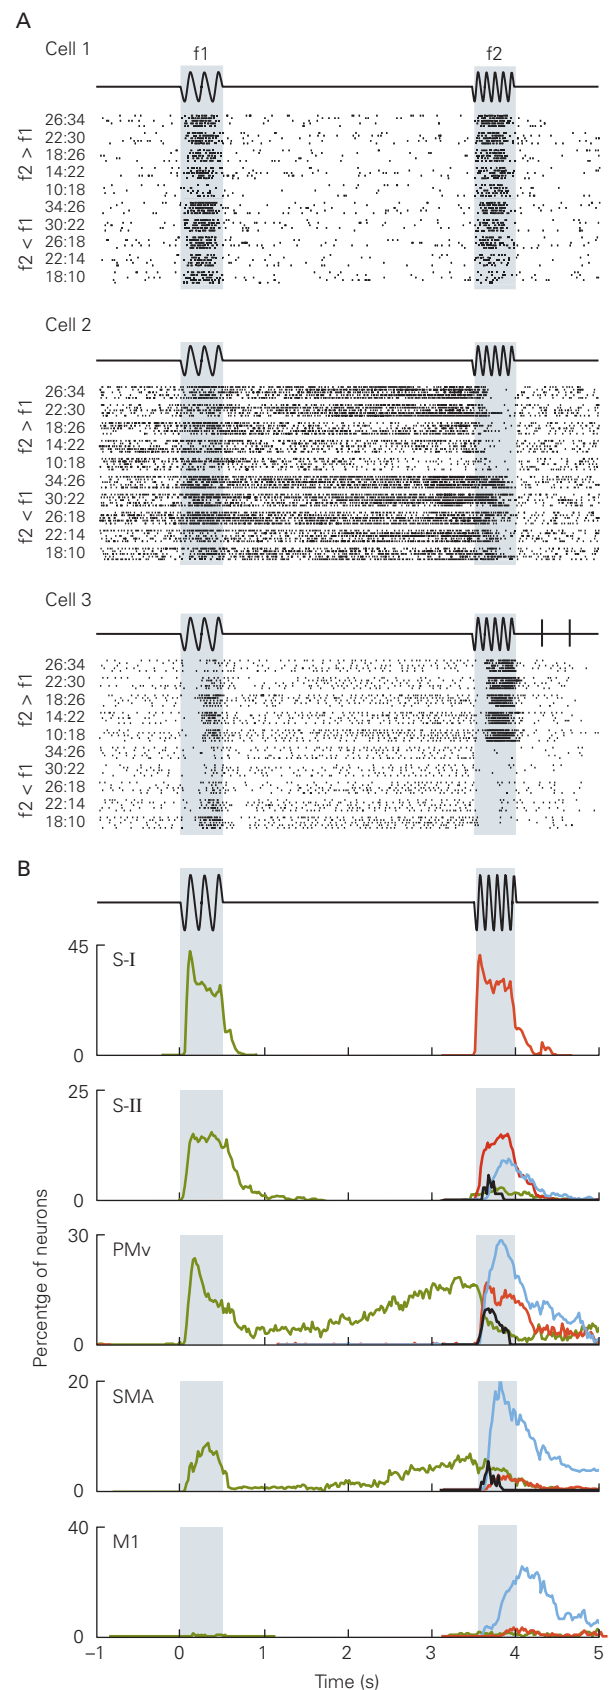 A
Cell 1
f1
f2
f2 > f1
26:34
22:30
18:26
14:22
10:18
f2 < f1
34:26
30:22
26:18
22:14
18:10
Cell 2
f2 > f1
26:34
22:30
18:26
14:22
10:18
f2 < f1
34:26
30:22
26:18
22:14
18:10
Cell 3
f2 > f1
26:34
22:30
18:26
14:22
10:18
f2 < f1
34:26
30:22
26:18
22:14
18:10
B
Percentge of neurons
45
S-I
0
25
S-II
0
30
PMv
0
20
SMA
0
40
M1
0
–1 0 1 2 3 4 5
Time (s)